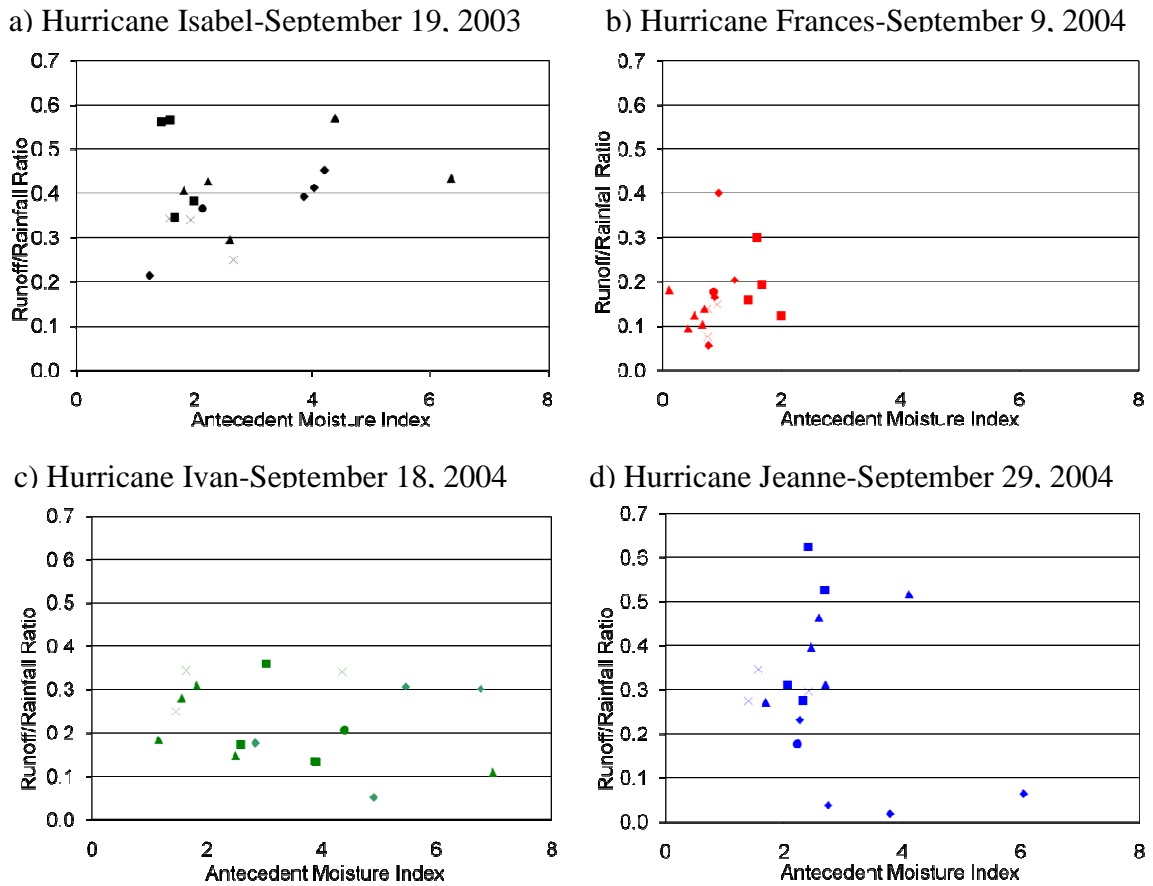 a) Hurricane Isabel-September 19, 2003
0.7
0.6
0.5
0.4
0.3
0.2
0.1
0.0
Runoff/Rainfall Ratio
0 2 4 6 8
Antecedent Moisture Index
b) Hurricane Frances-September 9, 2004
0.7
0.6
0.5
0.4
0.3
0.2
0.1
0.0
Runoff/Rainfal Ratio
0 2 4 6 8
Antecedent Moisture Index
c) Hurricane Ivan-September 18, 2004
0.7
0.6
0.5
0.4
0.3
0.2
0.1
0.0
Runoff/Rainfall Ratio
0 2 4 6 8
Antecedent Moisture Index
d) Hurricane Jeanne-September 29, 2004
0.7
0.6
0.5
0.4
0.3
0.2
0.1
0.0
Runoff/Rainfall Ratio
0 2 4 6 8
Antecedent Moisture Index